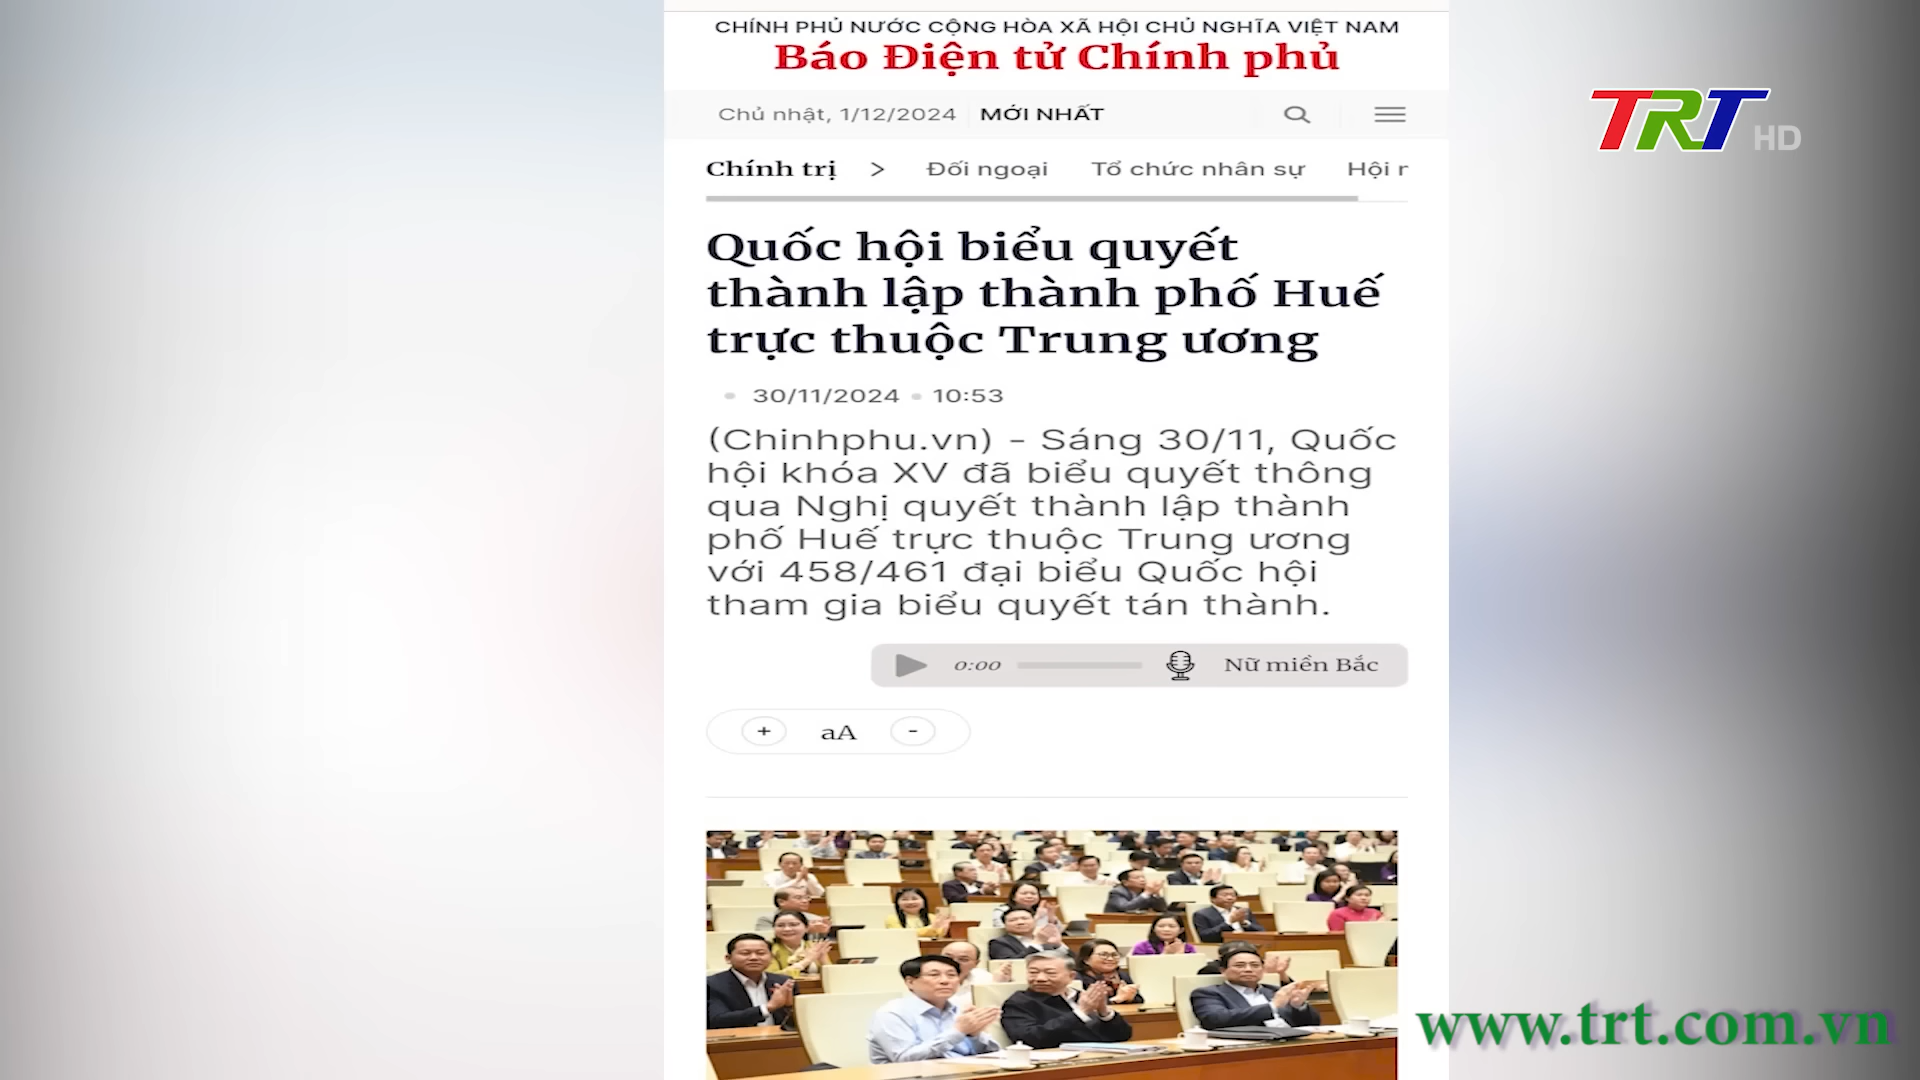 CHÍNH PHỦ NƯỚC CỘNG HÒA XÃ HỘI CHỦ NGHĨA VIỆT NAM
Báo Điện tử Chính phủ
Chủ nhật, 1/12/2024 MỚI NHẤT
TRT HD
Chính trị > Đối ngoại Tổ chức nhân sự Hội
Quốc hội biểu quyết
thành lập thành phố Huế
trực thuộc Trung ương
30/11/2024 10:53
(Chinhphu.vn) - Sáng 30/11, Quốc
hội khóa XV đã biểu quyết thông
qua Nghị quyết thành lập thành
phố Huế trực thuộc Trung ương
với 458/461 đại biểu Quốc hội
tham gia biểu quyết tán thành.
0:00 Nữ miền Bắc
+ aA -
www.trt.com.vn